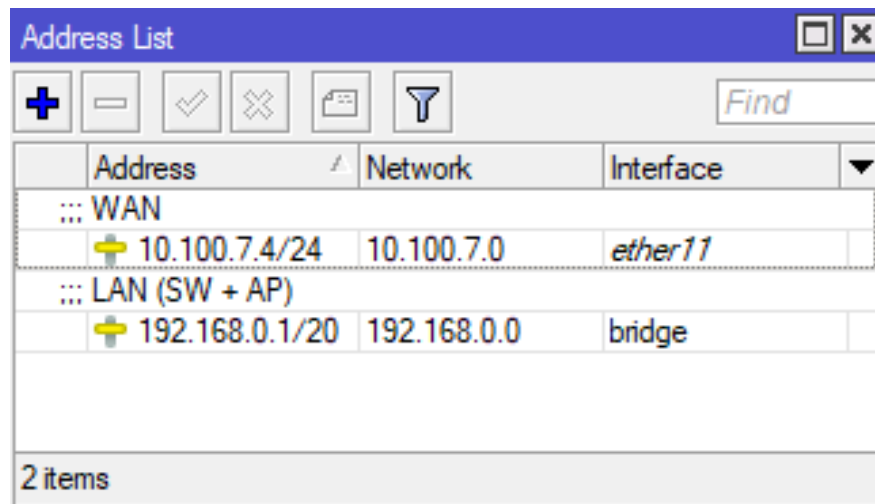 Address List
Find
Address Network Interface
;;; WAN
10.100.7.4/24 10.100.7.0 ether11
;;; LAN (SW + AP)
192.168.0.1/20 192.168.0.0 bridge
2 items